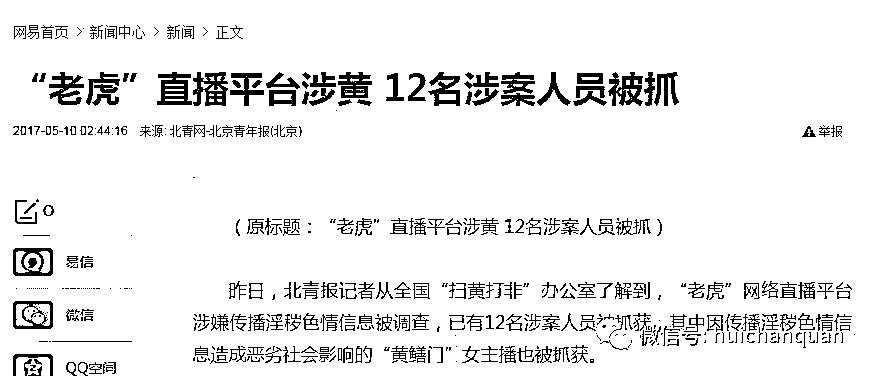 网易首页 > 新闻中心 > 新闻 > 正文
“老虎”直播平台涉黄 12名涉案人员被抓
2017-05-10 02:44:16 来源: 北青网-北京青年报(北京)
举报
0
(原标题：“老虎”直播平台涉黄 12名涉案人员被抓)
易信
昨日，北青报记者从全国“扫黄打非”办公室了解到，“老虎”网络直播平台
微信
涉嫌传播淫秽色情信息被调查，已有12名涉案人员被抓获，其中因传播淫秽色情信
息造成恶劣社会影响的“黄鳝门”女主播也被抓获。
微信号: huichanquan
QQ空间